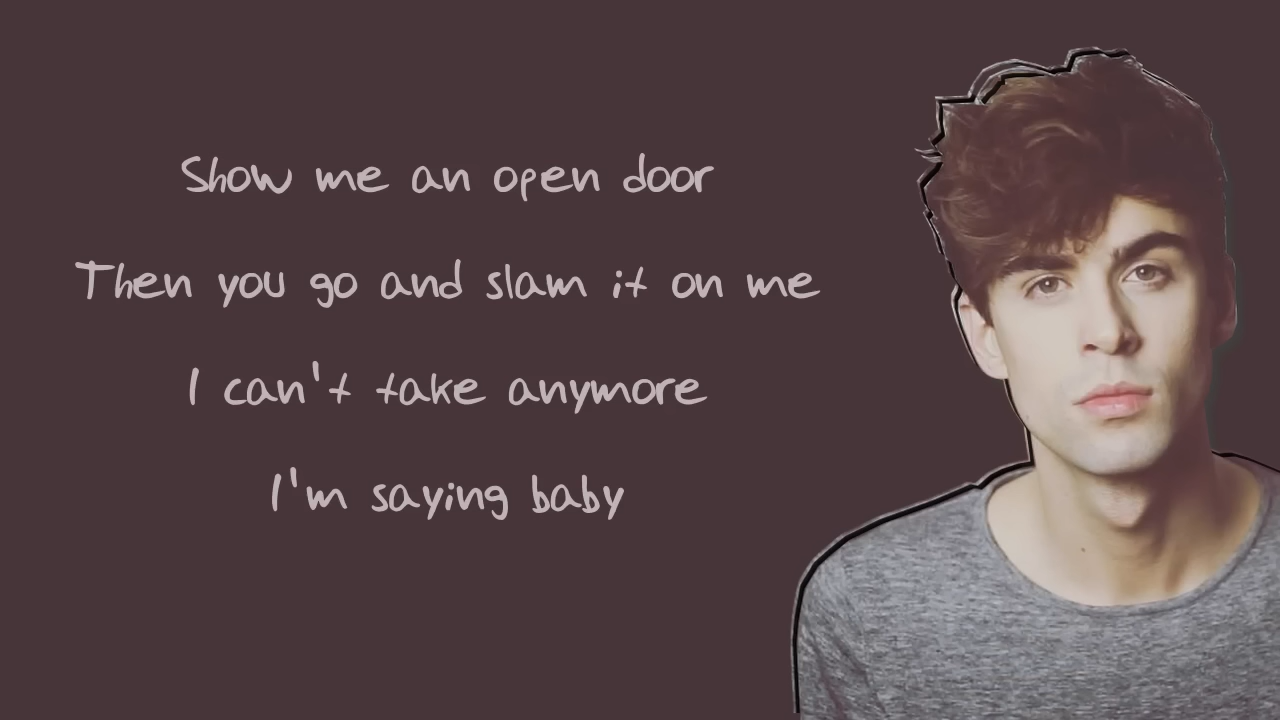 Show me an open door
Then you go and slam it on me
I can't take anymore
I'm saying baby